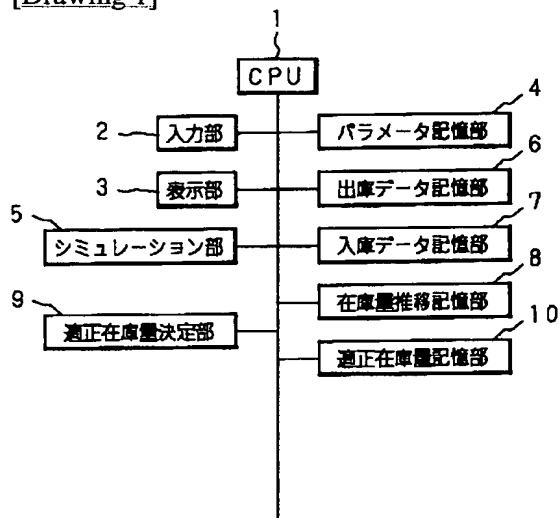 [Drawing 1]
1
CPU
2 入力部
4 パラメータ記憶部
3 表示部
6 出庫データ記憶部
5 シミュレーション部
7 入庫データ記憶部
8 在庫量推移記憶部
9 適正在庫量決定部
10 適正在庫量記憶部